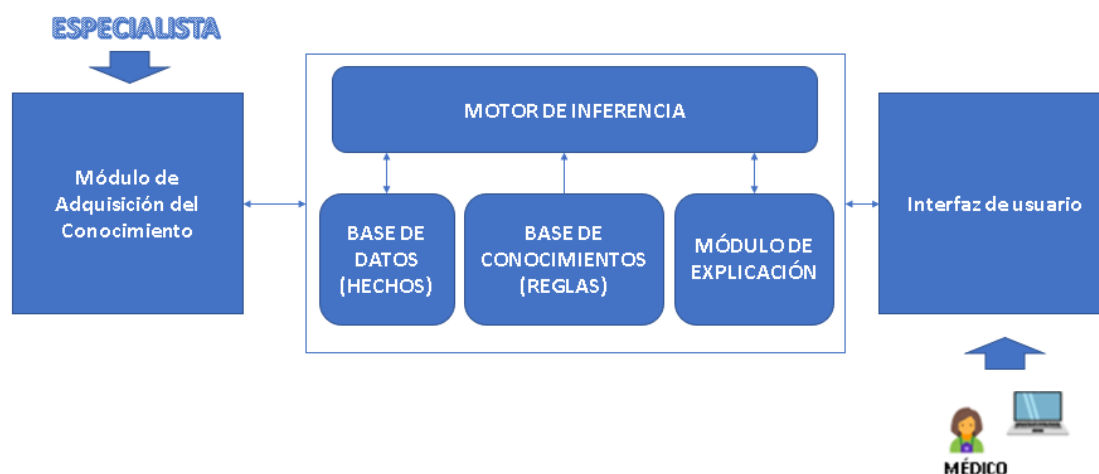 ESPECIALISTA
Módulo de
Adquisición del
Conocimiento
MOTOR DE INFERENCIA
BASE DE
DATOS
(HECHOS)
BASE DE
CONOCIMIENTOS
(REGLAS)
MÓDULO DE
EXPLICACIÓN
Interfaz de usuario
MÉDICO